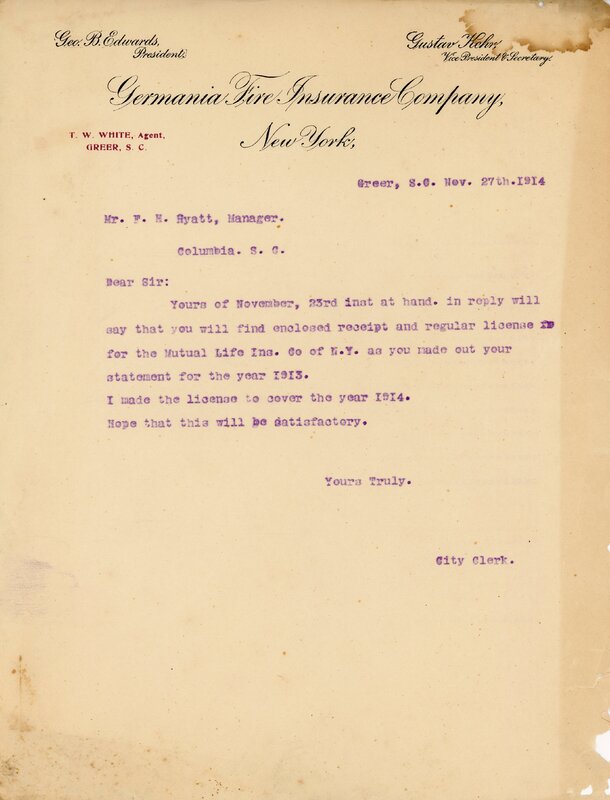 Geo. B. Edwards,
President.
Gustav Kehr,
Vice President & Secretary.
Germania Fire Insurance Company,
New York,
T. W. WHITE, Agent,
GREER, S. C.
Greer, S.C. Nov. 27th.1914
Mr. F. H. Hyatt, Manager.
Columbia. S. C.
Dear Sir:
Yours of November, 23rd inst at hand. in reply will
say that you will find enclosed receipt and regular license
for the Mutual Life Ins. Co of N.Y. as you made out your
statement for the year 1913.
I made the license to cover the year 1914.
Hope that this will be satisfactory.
Yours Truly.
City Clerk.